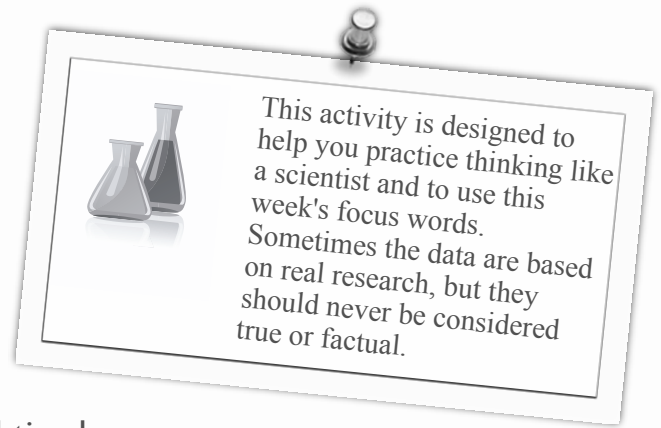 This activity is designed to
help you practice thinking like
a scientist and to use this
week's focus words.
Sometimes the data are based
on real research, but they
should never be considered
true or factual.